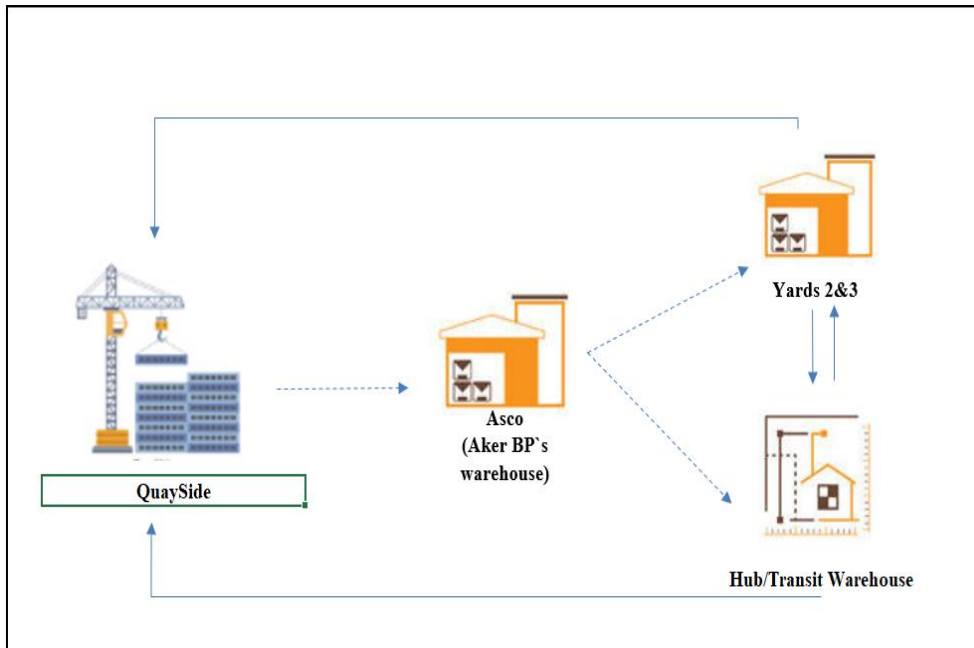 Yards 2&3
Asco
(Aker BP`s
warehouse)
QuaySide
Hub/Transit Warehouse